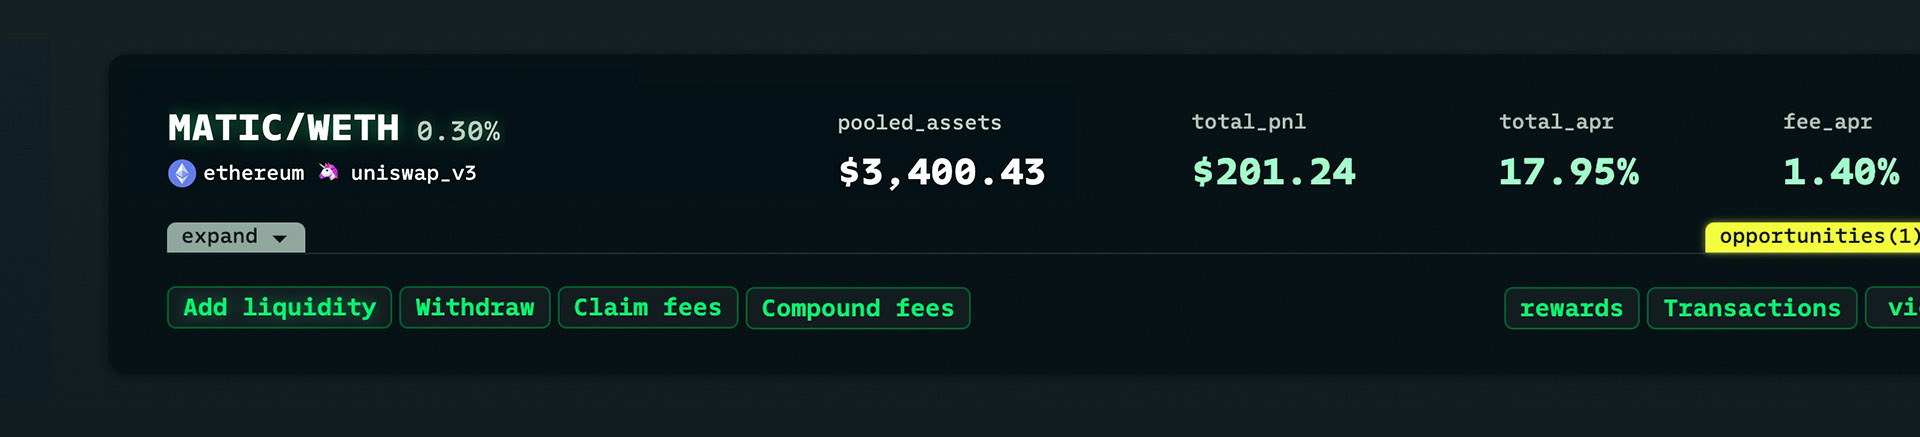 MATIC/WETH 0.30%
ethereum uniswap_v3
pooled_assets
$3,400.43
total_pnl
$201.24
total_apr
17.95%
fee_apr
1.40%
expand
opportunities(1)
Add liquidity Withdraw Claim fees Compound fees
rewards Transactions